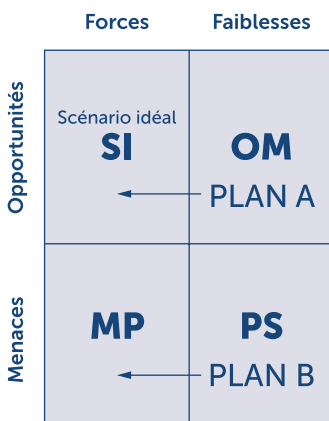 Forces
Faiblesses
Opportunités
Scénario idéal
SI
OM
PLAN A
Menaces
MP
PS
PLAN B